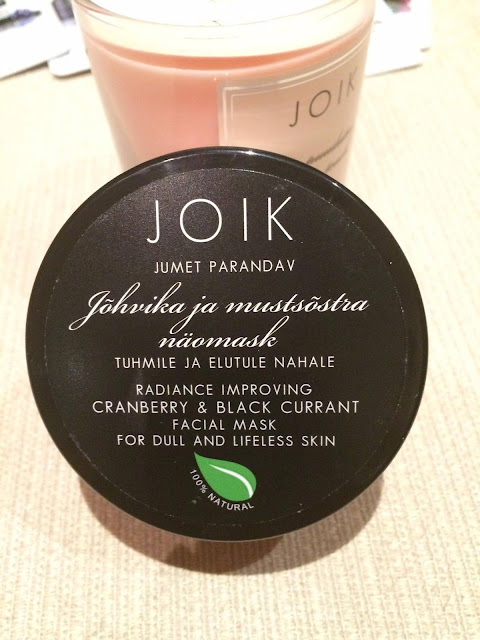 JOIK
JOIK
JUMET PARANDAV
Jõhvika ja mustsõstra
näomask
TUHMILE JA ELUTULE NAHALE
RADIANCE IMPROVING
CRANBERRY & BLACK CURRANT
FACIAL MASK
FOR DULL AND LIFELESS SKIN
100% NATURAL